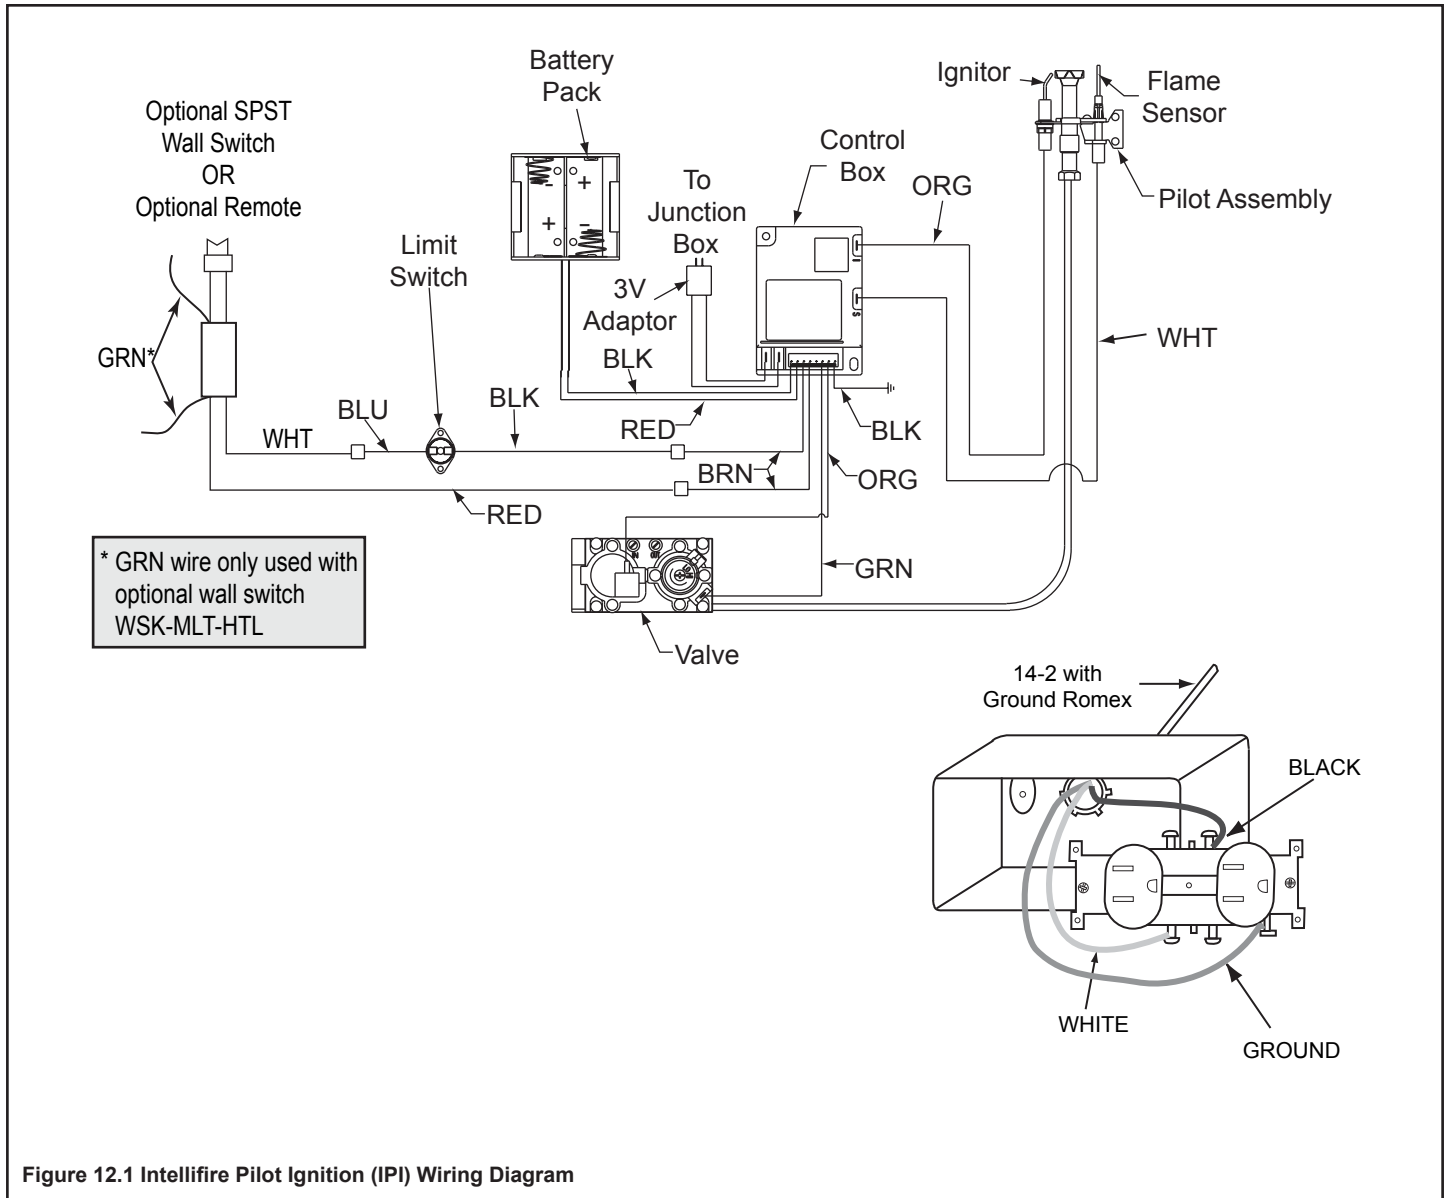 Battery
Pack
Ignitor
Flame
Sensor
Optional SPST
Wall Switch
OR
Optional Remote
Control
Box
To
Junction
Box
ORG
Pilot Assembly
Limit
Switch
3V
Adaptor
I
S
WHT
GRN*
BLK
BLU
BLK
RED
BLK
WHT
BRN
ORG
RED
* GRN wire only used with
optional wall switch
WSK-MLT-HTL
IN
OUT
GRN
Valve
14-2 with
Ground Romex
BLACK
WHITE
GROUND
Figure 12.1 Intellifire Pilot Ignition (IPI) Wiring Diagram